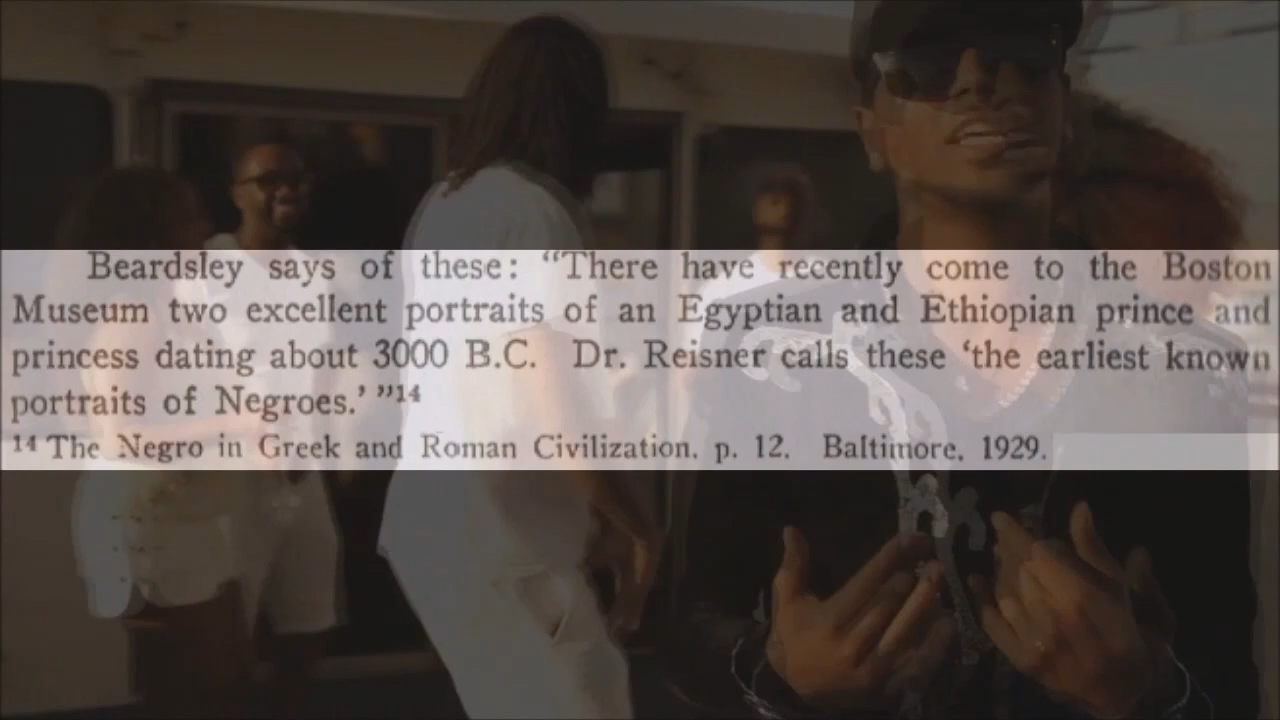 Beardsley says of these: “There have recently come to the Boston
Museum two excellent portraits of an Egyptian and Ethiopian prince and
princess dating about 3000 B.C. Dr. Reisner calls these ‘the earliest known
portraits of Negroes.’ ”14
14 The Negro in Greek and Roman Civilization, p. 12. Baltimore, 1929.